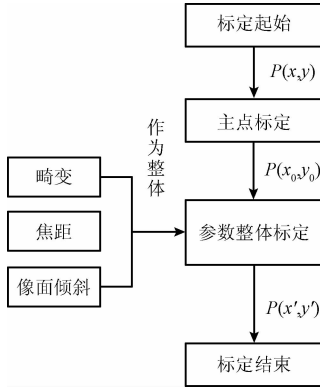 标定起始
P(x,y)
主点标定
作为整体
P(x₀,y₀)
畸变
焦距
像面倾斜
参数整体标定
P(x′,y′)
标定结束